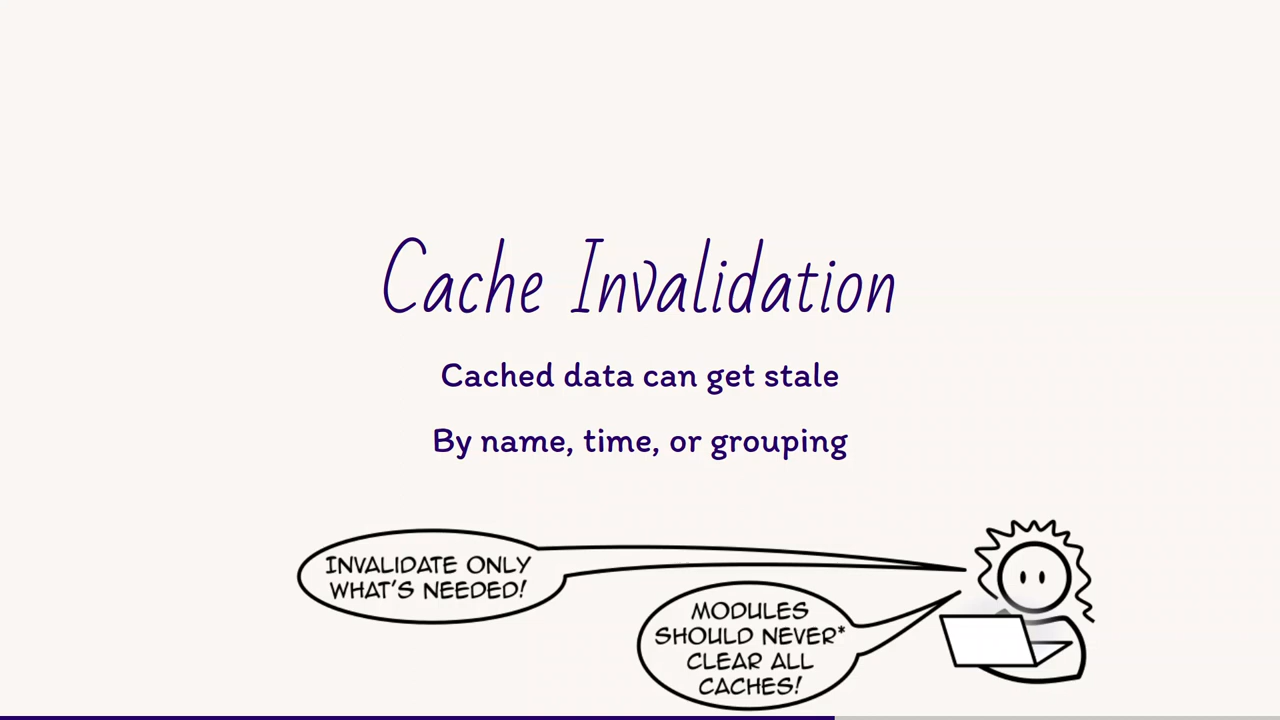 Cache Invalidation
Cached data can get stale
By name, time, or grouping
INVALIDATE ONLY
WHAT'S NEEDED!
MODULES
SHOULD NEVER*
CLEAR ALL
CACHES!